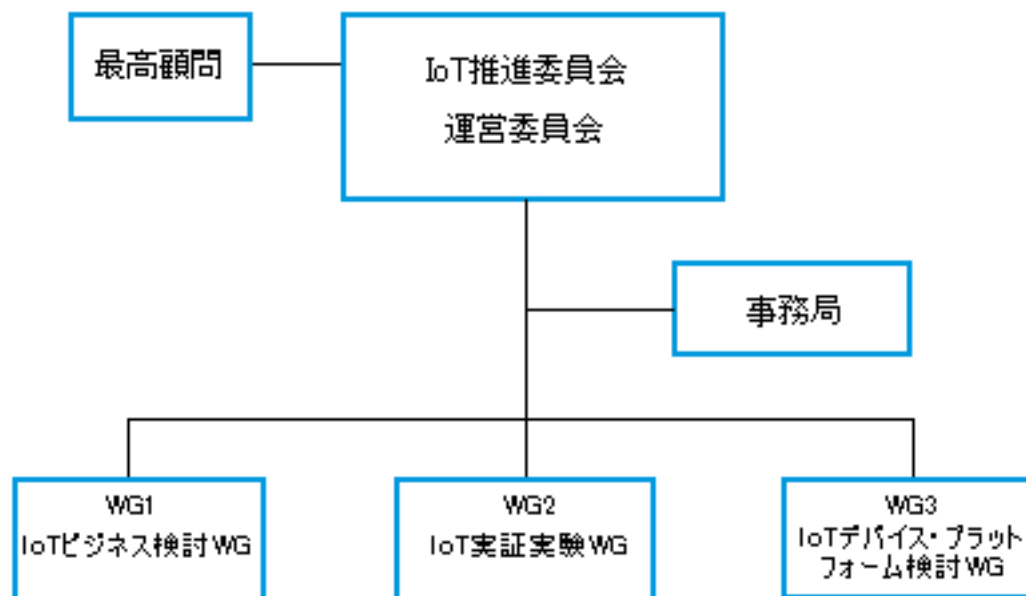 最高顧問
IoT推進委員会
運営委員会
事務局
WG1
IoTビジネス検討WG
WG2
IoT実証実験WG
WG3
IoTデバイス・プラット
フォーム検討WG